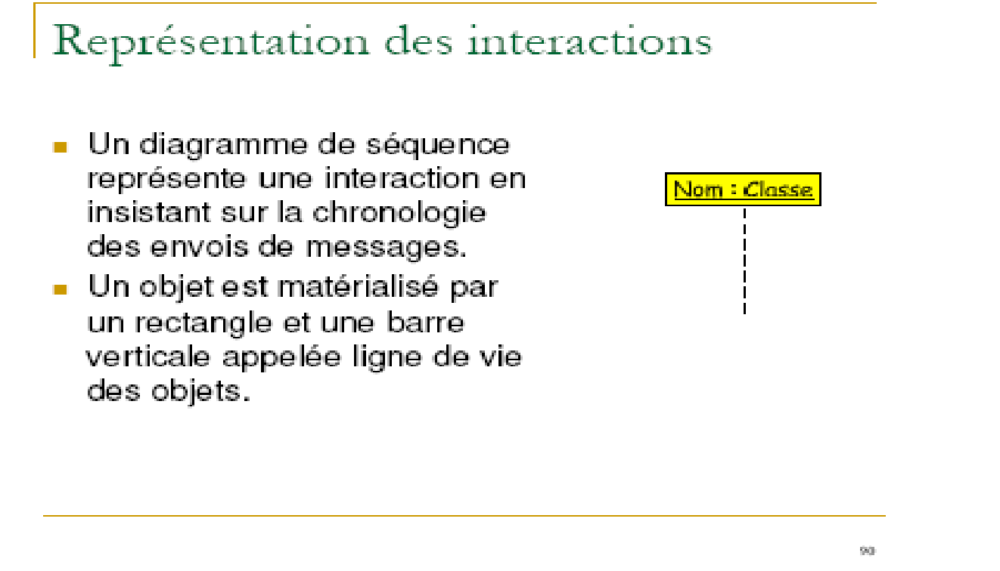 Représentation des interactions
Un diagramme de séquence
représente une interaction en
insistant sur la chronologie
des envois de messages.
Un objet est matérialisé par
un rectangle et une barre
verticale appelée ligne de vie
des objets.
Nom : Classe
90